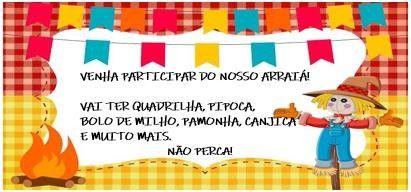 VENHA PARTICIPAR DO NOSSO ARRAIÁ!
VAI TER QUADRILHA, PIPOCA,
BOLO DE MILHO, PAMONHA, CANJICA
E MUITO MAIS.
NÃO PERCA!